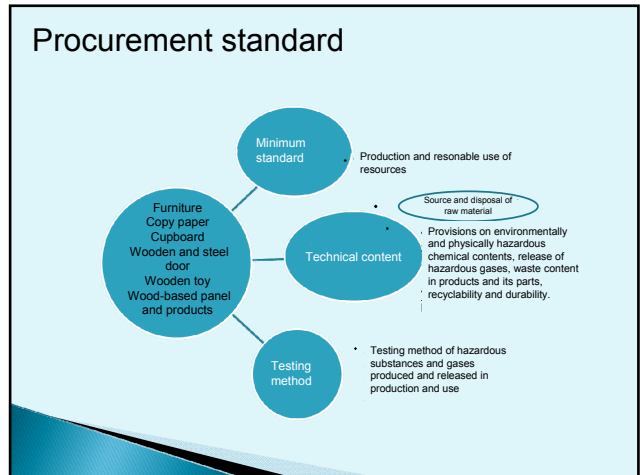 Procurement standard
Minimum
standard
• Production and resonable use of
resources
Furniture
Copy paper
Cupboard
Wooden and steel
door
Wooden toy
Wood-based panel
and products
Technical content
• Source and disposal of
raw material
• Provisions on environmentally
and physically hazardous
chemical contents, release of
hazardous gases, waste content
in products and its parts,
recyclability and durability.
Testing
method
• Testing method of hazardous
substances and gases
produced and released in
production and use